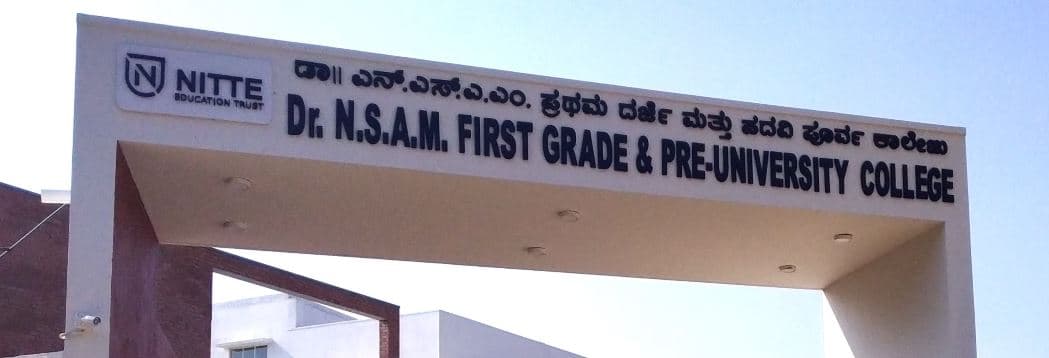 N NITTE
EDUCATION TRUST
ಡಾ॥ ಎನ್.ಎಸ್.ಎ.ಎಂ. ಪ್ರಥಮ ದರ್ಜೆ ಮತ್ತು ಪದವಿ ಪೂರ್ವ ಕಾಲೇಜು
Dr. N.S.A.M. FIRST GRADE & PRE-UNIVERSITY COLLEGE